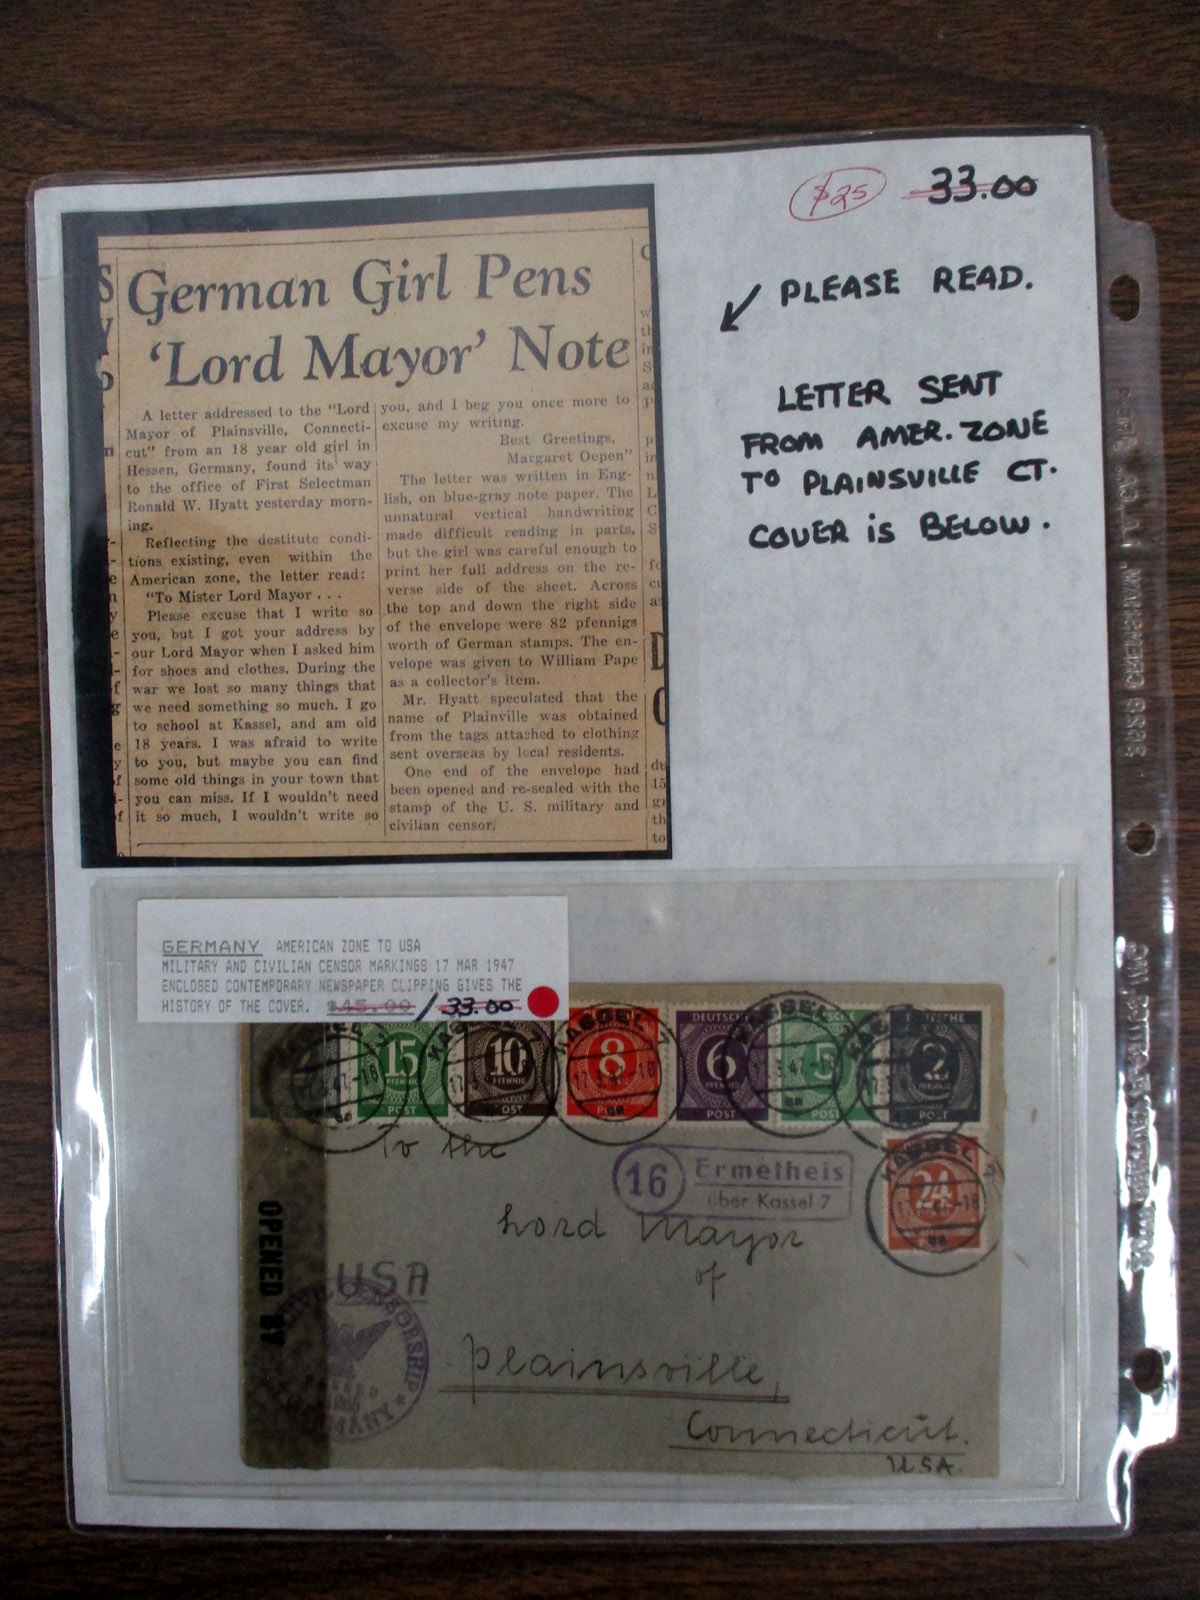 $25
33.00
PLEASE READ.
LETTER SENT
FROM AMER. ZONE
TO PLAINSVILLE CT.
COVER is BELOW.
German Girl Pens
'Lord Mayor' Note
A letter addressed to the "Lord
Mayor of Plainsville, Connecti-
cut" from an 18 year old girl in
Hessen, Germany, found its way
to the office of First Selectman
Ronald W. Hyatt yesterday morn-
ing.
Reflecting the destitute condi-
tions existing, even within the
American zone, the letter read:
"To Mister Lord Mayor . . .
Please excuse that I write so
you, but I got your address by
our Lord Mayor when I asked him
for shoes and clothes. During the
war we lost so many things that
we need something so much. I go
to school at Kassel, and am old
18 years. I was afraid to write
to you, but maybe you can find
some old things in your town that
you can miss. If I wouldn't need
it so much, I wouldn't write so
you, and I beg you once more to
excuse my writing.
Best Greetings,
Margaret Oepen"
The letter was written in Eng-
lish, on blue-gray note paper. The
unnatural vertical handwriting
made difficult reading in parts,
but the girl was careful enough to
print her full address on the re-
verse side of the sheet. Across
the top and down the right side
of the envelope were 82 pfennigs
worth of German stamps. The en-
velope was given to William Pape
as a collector's item.
Mr. Hyatt speculated that the
name of Plainville was obtained
from the tags attached to clothing
sent overseas by local residents.
One end of the envelope had
been opened and re-sealed with the
stamp of the U. S. military and
civilian censor.
GERMANY AMERICAN ZONE TO USA
MILITARY AND CIVILIAN CENSOR MARKINGS 17 MAR 1947
ENCLOSED CONTEMPORARY NEWSPAPER CLIPPING GIVES THE
HISTORY OF THE COVER. $45.00 / 33.00
15 PFENNIG POST
10 PFENNIG POST
8
DEUTSCHE 6 PFENNIG POST
5 POST
2 PFENNIG POST
KASSEL 7
24
To the
16 Ermetheis
über Kassel 7
Lord Mayor
of
USA
OPENED BY
CIVIL CENSORSHIP
GERMANY
Plainsville,
Connecticut.
USA.